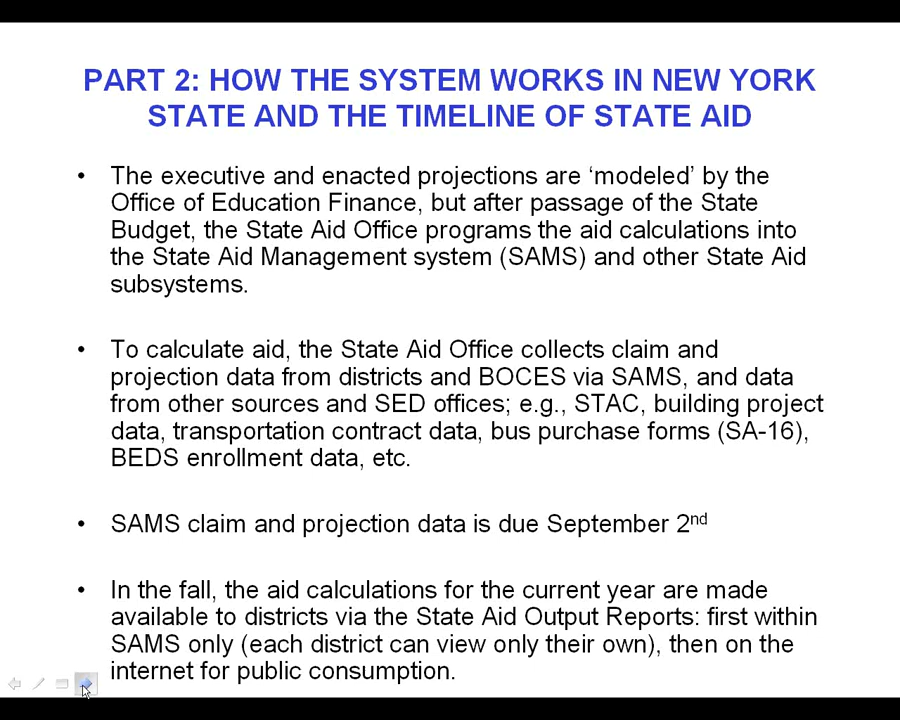 PART 2: HOW THE SYSTEM WORKS IN NEW YORK
STATE AND THE TIMELINE OF STATE AID
• The executive and enacted projections are ‘modeled’ by the
Office of Education Finance, but after passage of the State
Budget, the State Aid Office programs the aid calculations into
the State Aid Management system (SAMS) and other State Aid
subsystems.
• To calculate aid, the State Aid Office collects claim and
projection data from districts and BOCES via SAMS, and data
from other sources and SED offices; e.g., STAC, building project
data, transportation contract data, bus purchase forms (SA-16),
BEDS enrollment data, etc.
• SAMS claim and projection data is due September 2nd
• In the fall, the aid calculations for the current year are made
available to districts via the State Aid Output Reports: first within
SAMS only (each district can view only their own), then on the
internet for public consumption.